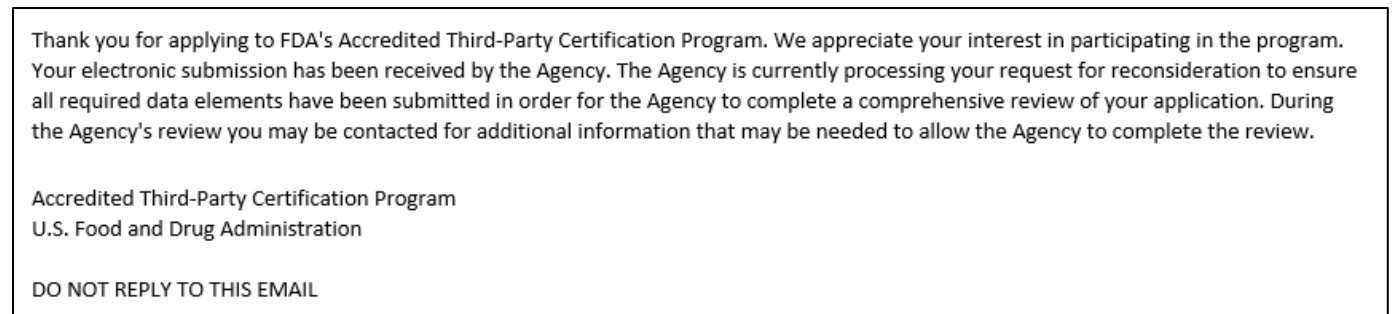 Thank you for applying to FDA's Accredited Third-Party Certification Program. We appreciate your interest in participating in the program.
Your electronic submission has been received by the Agency. The Agency is currently processing your request for reconsideration to ensure
all required data elements have been submitted in order for the Agency to complete a comprehensive review of your application. During
the Agency's review you may be contacted for additional information that may be needed to allow the Agency to complete the review.
Accredited Third-Party Certification Program
U.S. Food and Drug Administration
DO NOT REPLY TO THIS EMAIL